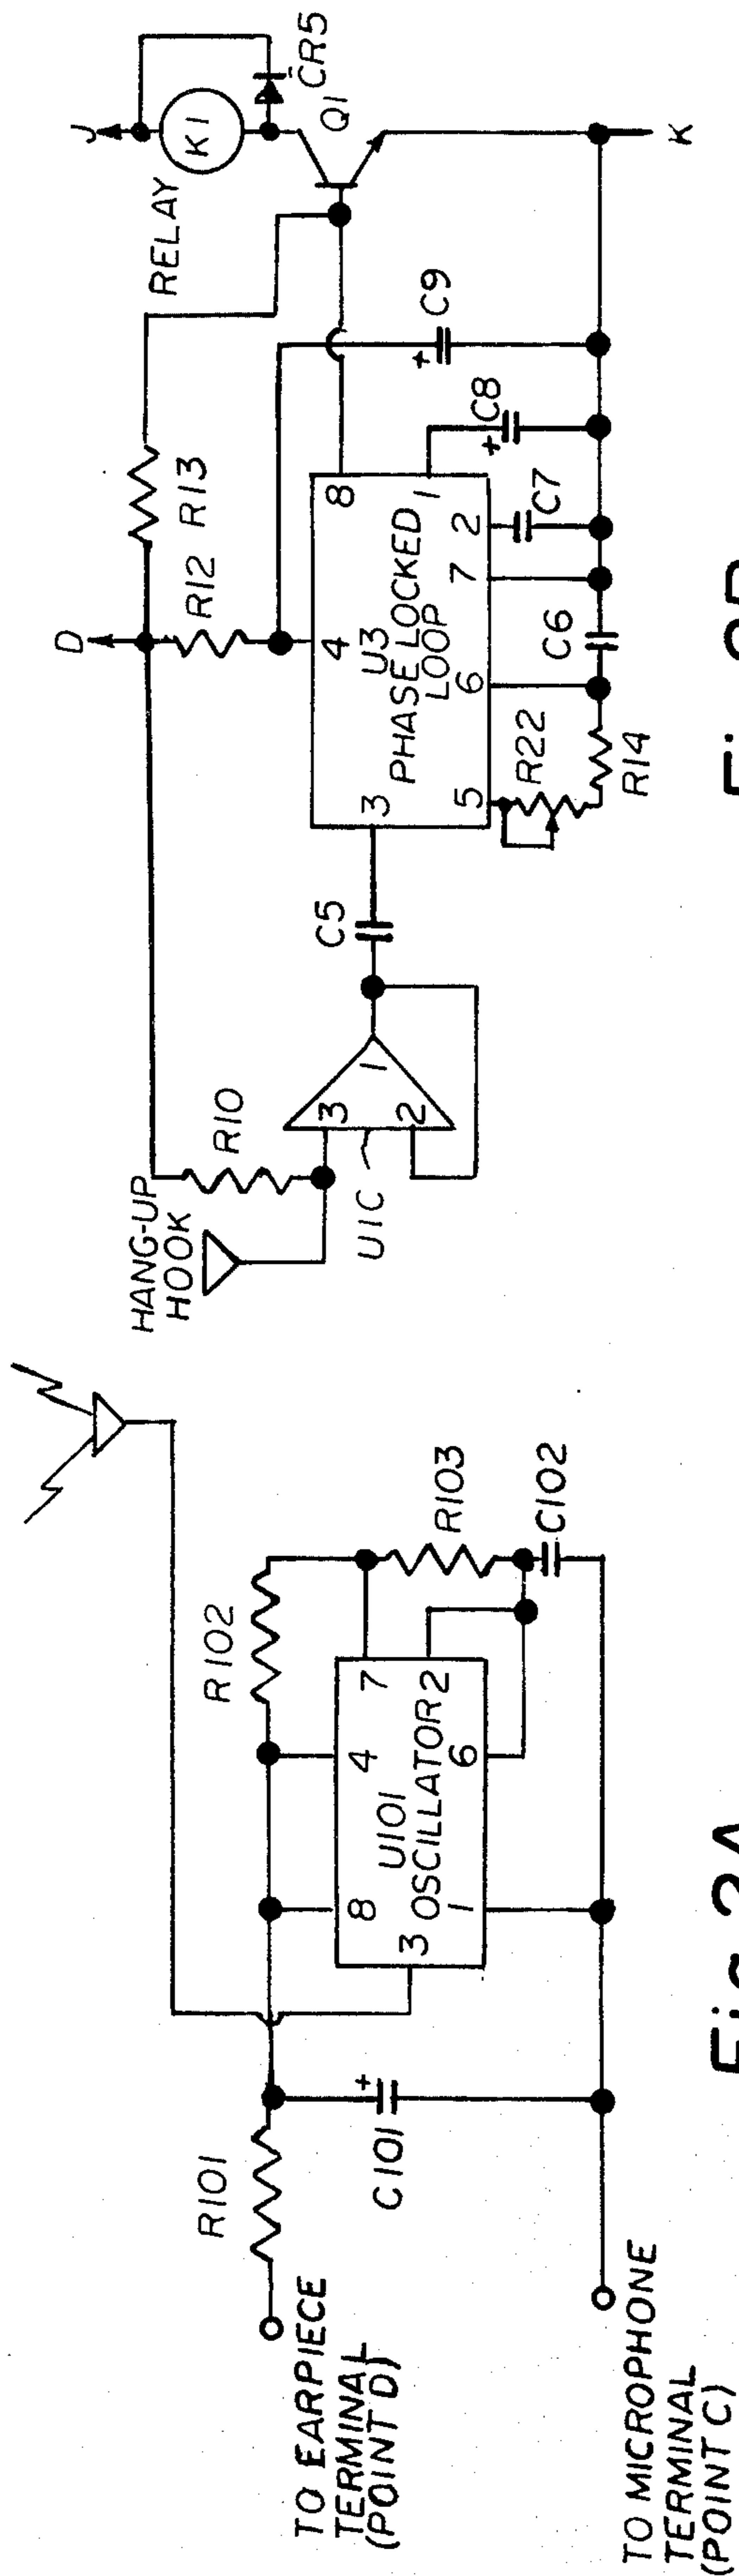 TO EARPIECE
TERMINAL
(POINT D)
TO MICROPHONE
TERMINAL
(POINT C)
R101
C101
+
U101
OSCILLATOR
8
4
7
3
1
6
2
R102
R103
C102
HANG-UP
HOOK
R10
U1C
3
2
1
C5
D
R12
R13
U3
PHASE LOCKED
LOOP
3
4
8
5
6
7
2
1
R22
R14
C6
C7
+
C8
+
C9
RELAY
J
K1
CR5
Q1
K
Fig.
Fig.